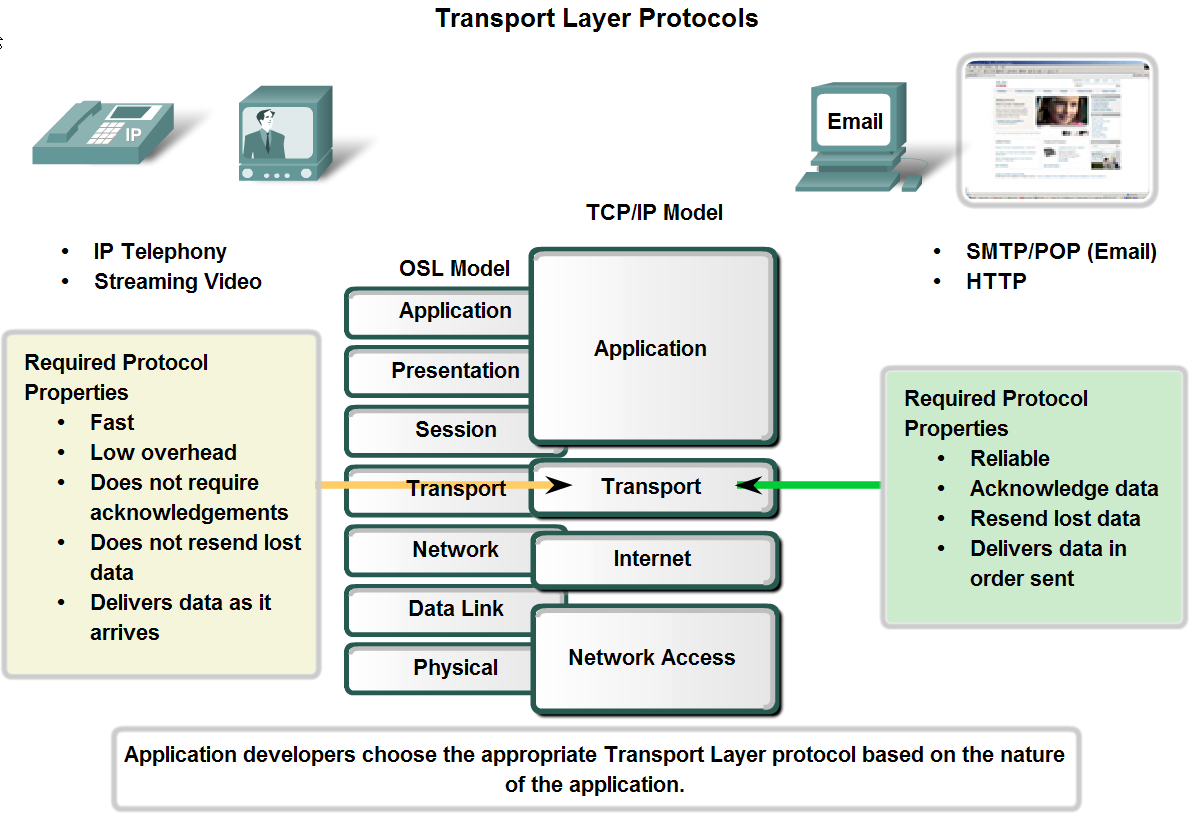 Transport Layer Protocols
IP
Email
TCP/IP Model
• IP Telephony
• Streaming Video
• SMTP/POP (Email)
• HTTP
OSL Model
Application
Presentation
Session
Transport
Network
Data Link
Physical
Application
Transport
Internet
Network Access
Required Protocol
Properties
• Fast
• Low overhead
• Does not require
acknowledgements
• Does not resend lost
data
• Delivers data as it
arrives
Required Protocol
Properties
• Reliable
• Acknowledge data
• Resend lost data
• Delivers data in
order sent
Application developers choose the appropriate Transport Layer protocol based on the nature
of the application.